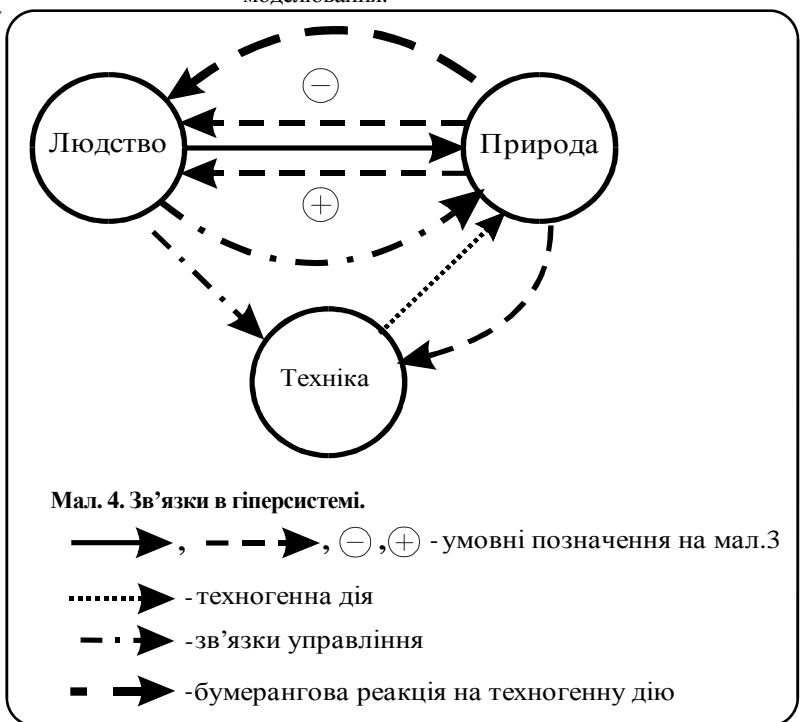 моделювання.
−
Людство
Природа
+
Техніка
Мал. 4. Зв’язки в гіперсистемі.
, , − , + - умовні позначення на мал.3
- техногенна дія
-зв’язки управління
-бумерангова реакція на техногенну дію